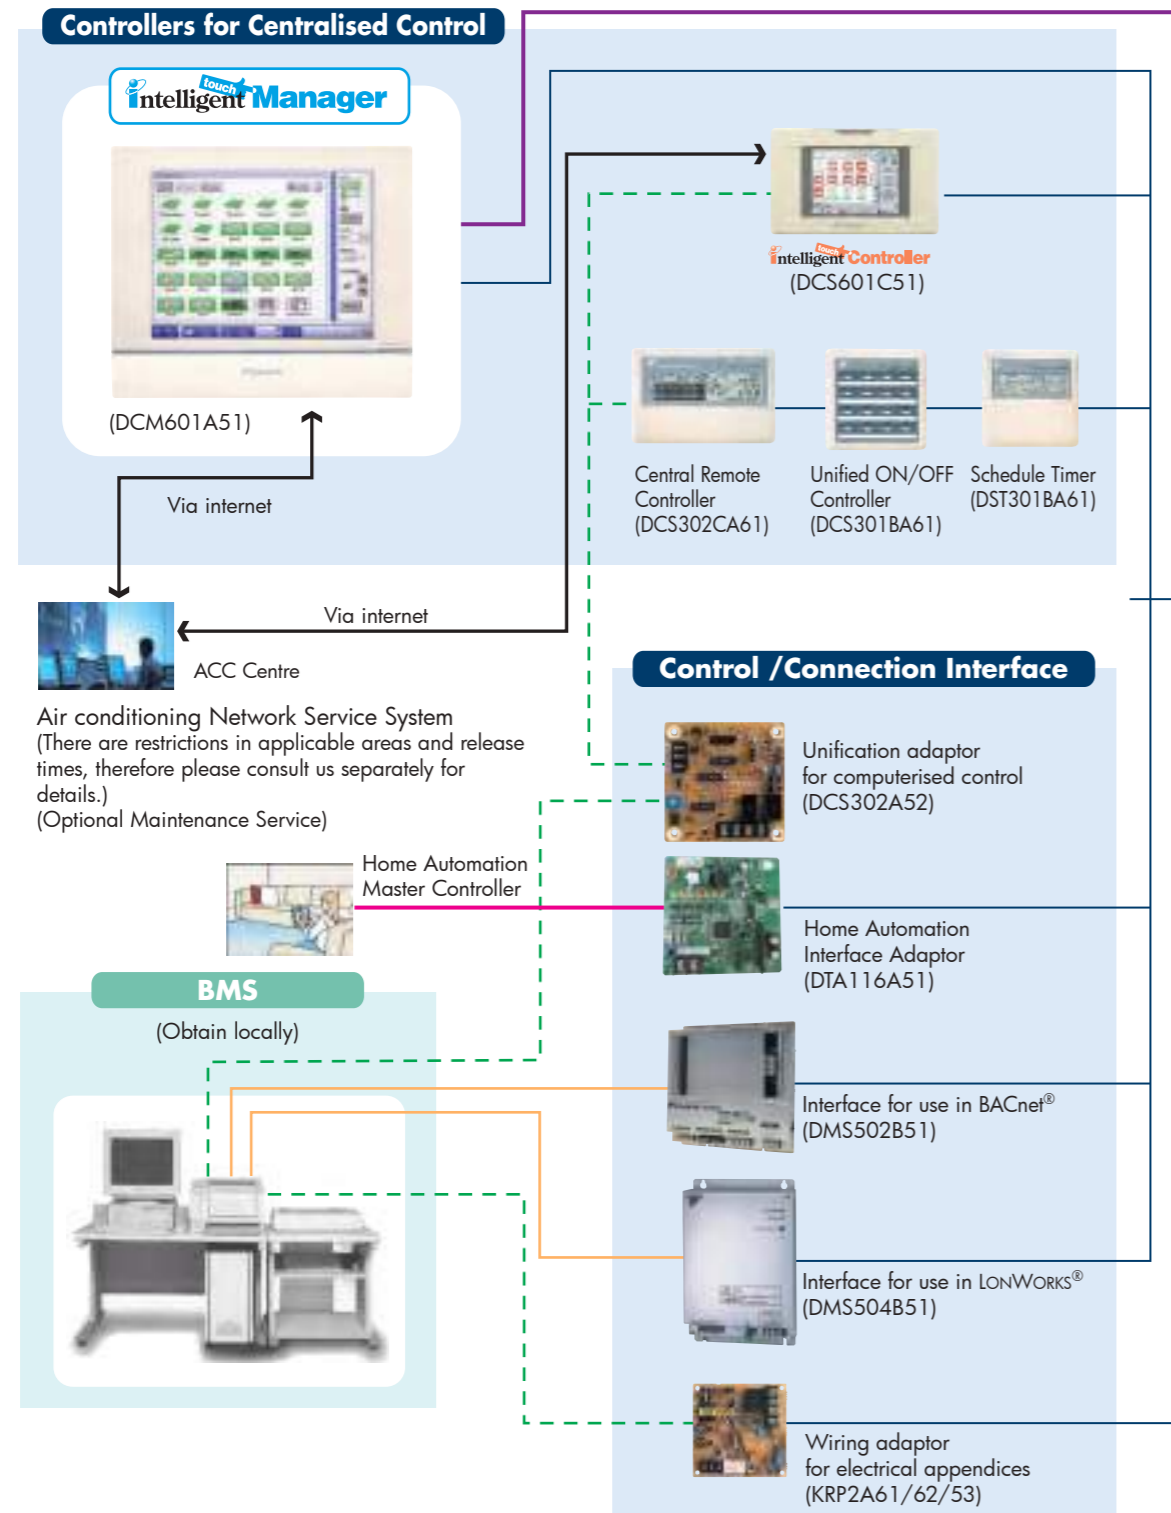 Controllers for Centralised Control
intelligent touch Manager
(DCM601A51)
intelligent touch Controller
(DCS601C51)
Central Remote
Controller
(DCS302CA61)
Unified ON/OFF
Controller
(DCS301BA61)
Schedule Timer
(DST301BA61)
Via internet
Via internet
ACC Centre
Air conditioning Network Service System
(There are restrictions in applicable areas and release
times, therefore please consult us separately for
details.)
(Optional Maintenance Service)
Control /Connection Interface
Unification adaptor
for computerised control
(DCS302A52)
Home Automation
Master Controller
Home Automation
Interface Adaptor
(DTA116A51)
BMS
(Obtain locally)
Interface for use in BACnet®
(DMS502B51)
Interface for use in LONWORKS®
(DMS504B51)
Wiring adaptor
for electrical appendices
(KRP2A61/62/53)